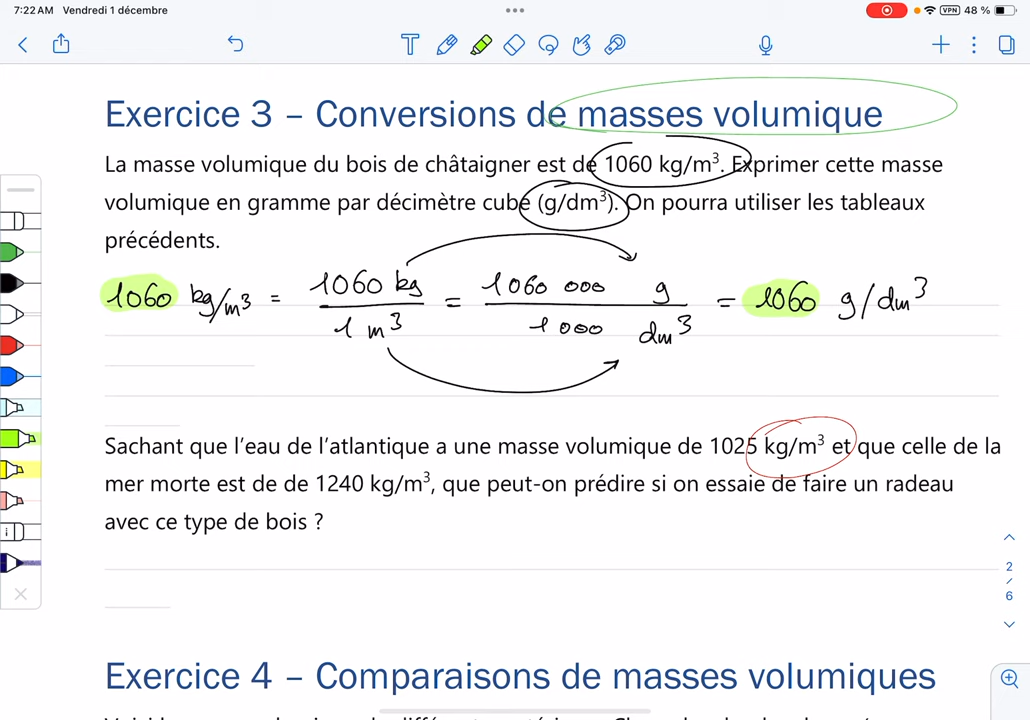 7:22 AM Vendredi 1 décembre
VPN 48 %
Exercice 3 – Conversions de masses volumique
La masse volumique du bois de châtaigner est de 1060 kg/m³. Exprimer cette masse
volumique en gramme par décimètre cube (g/dm³). On pourra utiliser les tableaux
précédents.
1060 kg/m³ = 1060 kg / 1 m³ = 1060 000 g / 1 000 dm³ = 1060 g/dm³
Sachant que l'eau de l'atlantique a une masse volumique de 1025 kg/m³ et que celle de la
mer morte est de de 1240 kg/m³, que peut-on prédire si on essaie de faire un radeau
avec ce type de bois ?
2
/
6
Exercice 4 – Comparaisons de masses volumiques